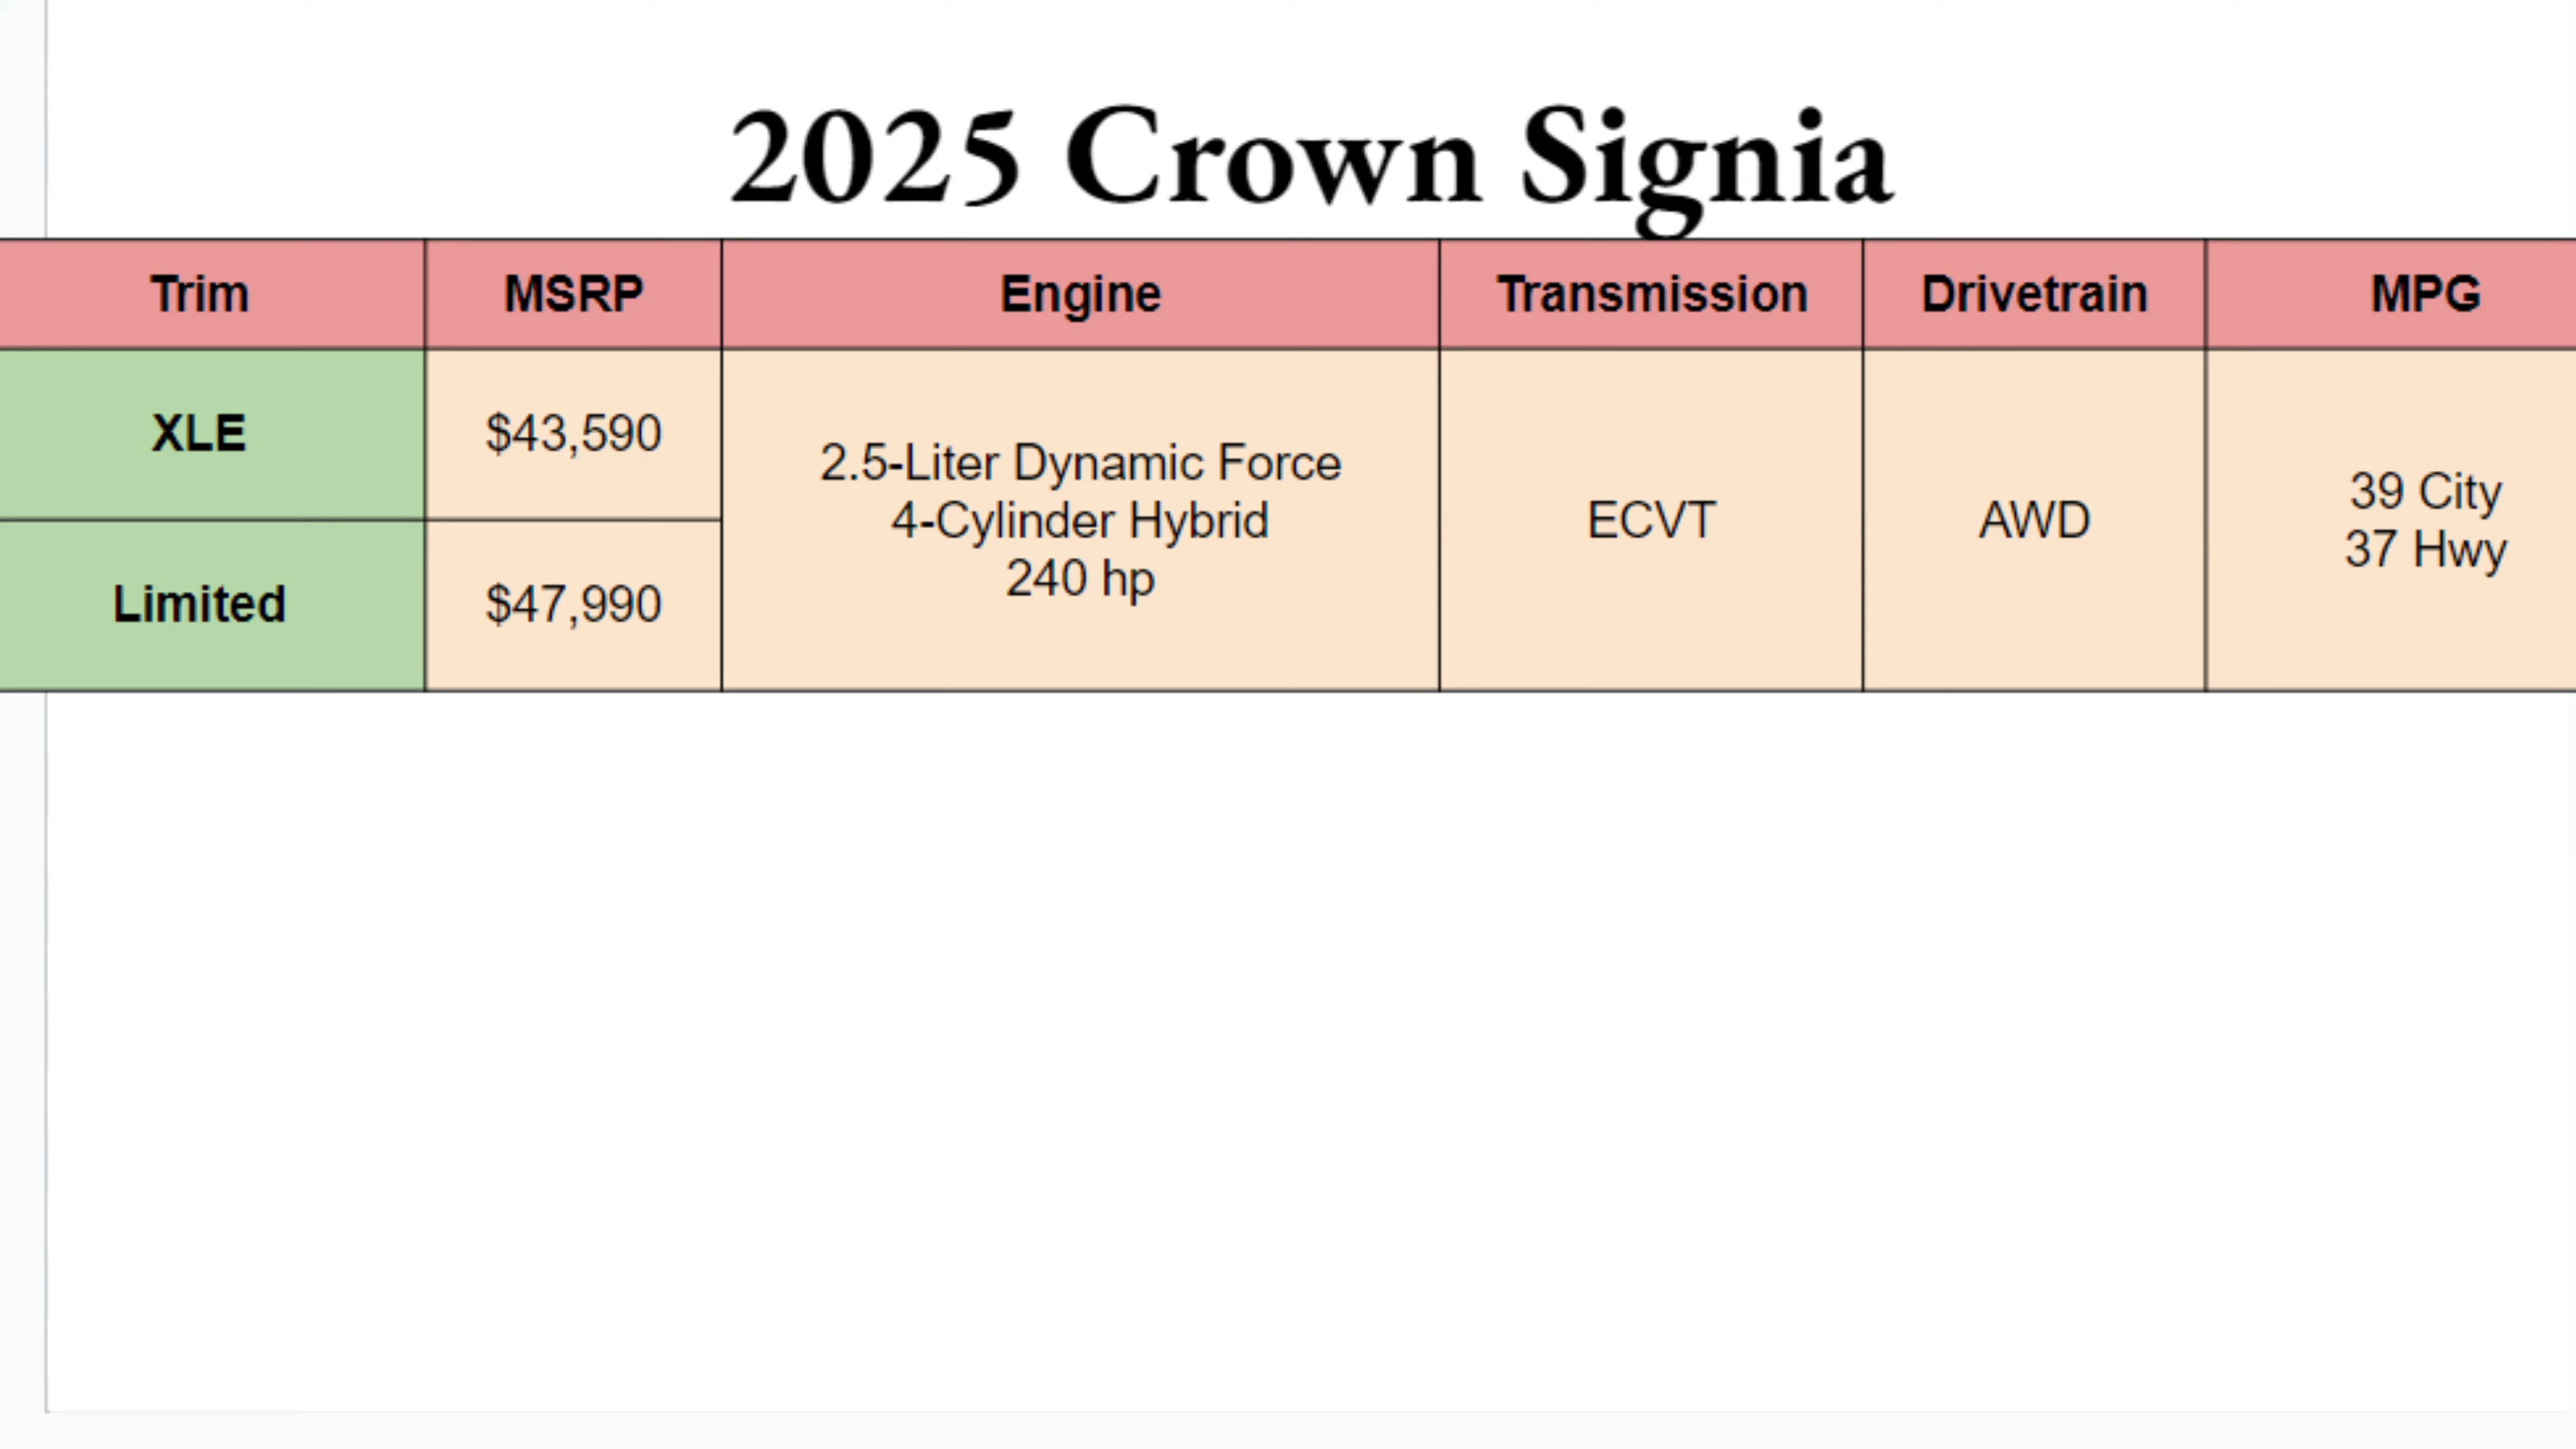 2025 Crown Signia
Trim MSRP Engine Transmission Drivetrain MPG
XLE $43,590
2.5-Liter Dynamic Force
4-Cylinder Hybrid
240 hp
ECVT
AWD
39 City
37 Hwy
Limited $47,990